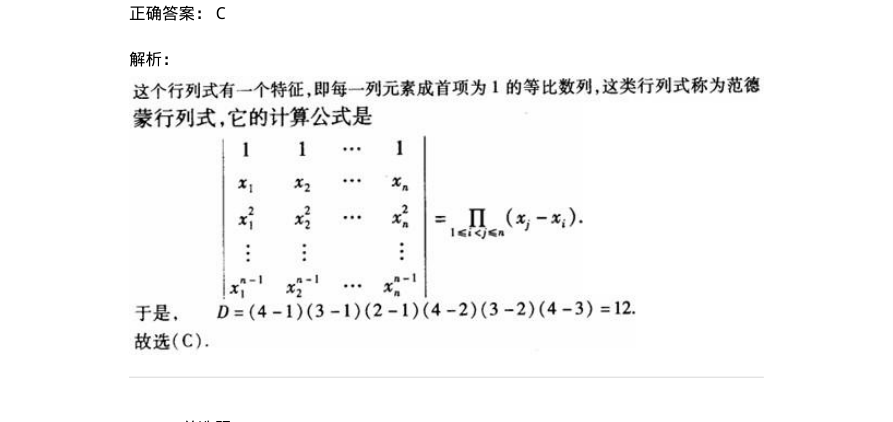 正确答案： C
解析：
这个行列式有一个特征,即每一列元素成首项为 1 的等比数列,这类行列式称为范德
蒙行列式,它的计算公式是
1 1 ⋯ 1
x₁ x₂ ⋯ xₙ
x₁² x₂² ⋯ xₙ² = ∏ (xⱼ − xᵢ).
1≤i<j≤n
⋮ ⋮ ⋮
x₁ⁿ⁻¹ x₂ⁿ⁻¹ ⋯ xₙⁿ⁻¹
于是, D = (4 − 1)(3 − 1)(2 − 1)(4 − 2)(3 − 2)(4 − 3) = 12.
故选(C).